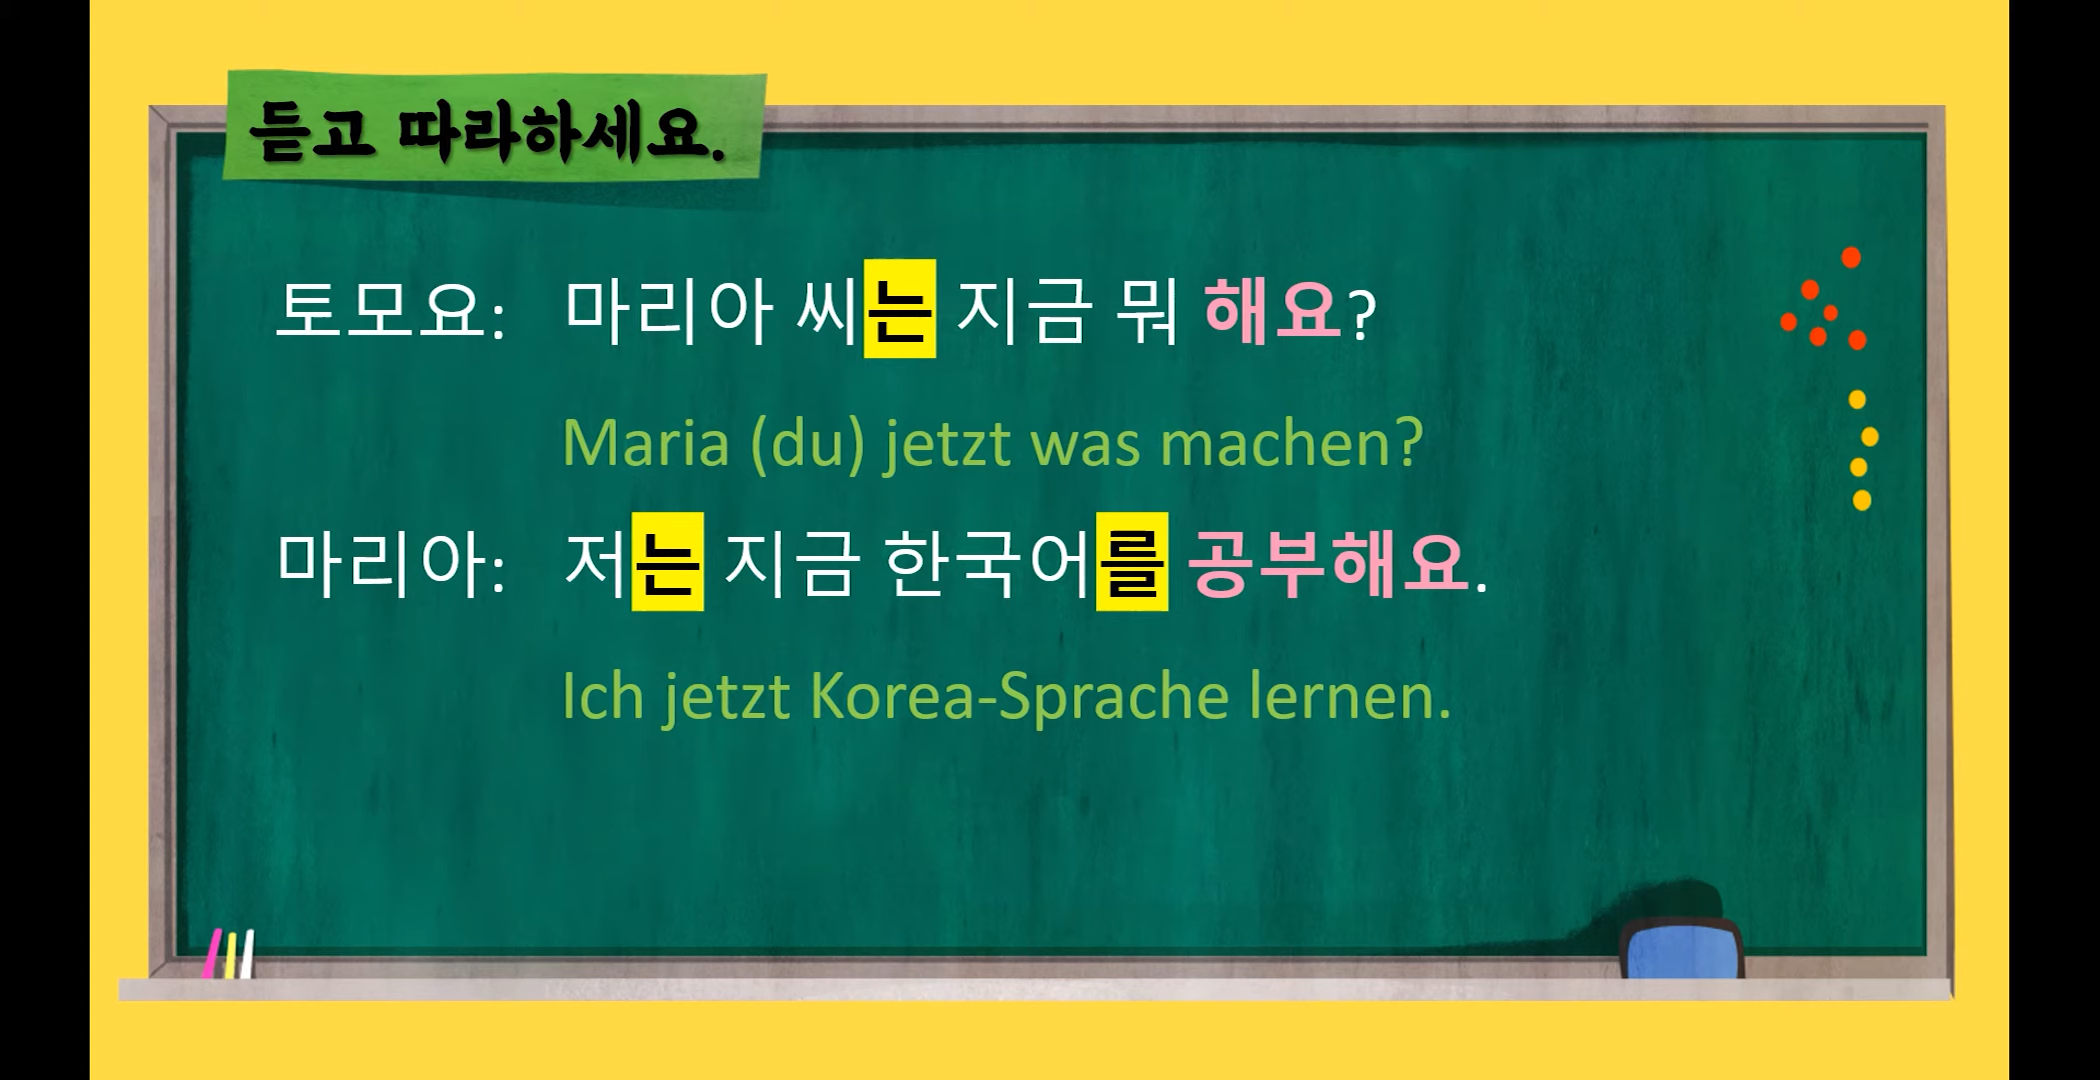 듣고 따라하세요.
토모요: 마리아 씨는 지금 뭐 해요?
Maria (du) jetzt was machen?
마리아: 저는 지금 한국어를 공부해요.
Ich jetzt Korea-Sprache lernen.